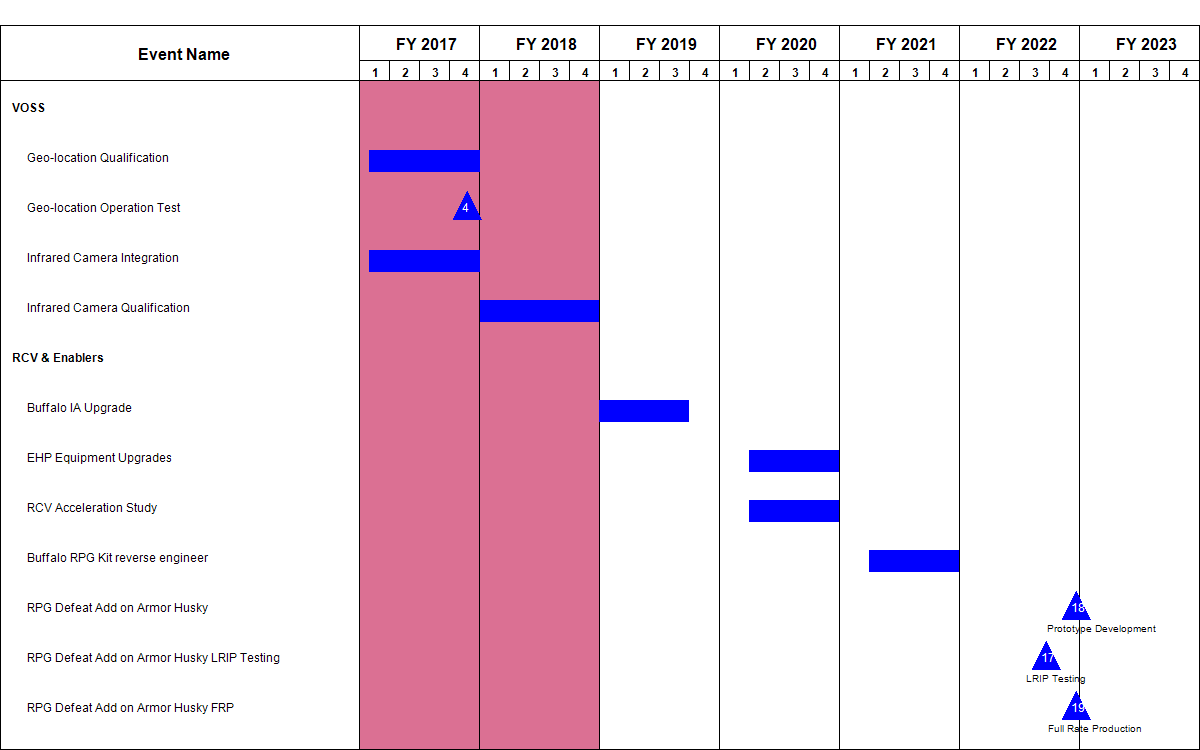 Event Name
FY 2017 FY 2018 FY 2019 FY 2020 FY 2021 FY 2022 FY 2023
1 2 3 4 1 2 3 4 1 2 3 4 1 2 3 4 1 2 3 4 1 2 3 4 1 2 3 4
VOSS
Geo-location Qualification
Geo-location Operation Test 4
Infrared Camera Integration
Infrared Camera Qualification
RCV & Enablers
Buffalo IA Upgrade
EHP Equipment Upgrades
RCV Acceleration Study
Buffalo RPG Kit reverse engineer
RPG Defeat Add on Armor Husky 18
Prototype Development
RPG Defeat Add on Armor Husky LRIP Testing 17
LRIP Testing
RPG Defeat Add on Armor Husky FRP 19
Full Rate Production